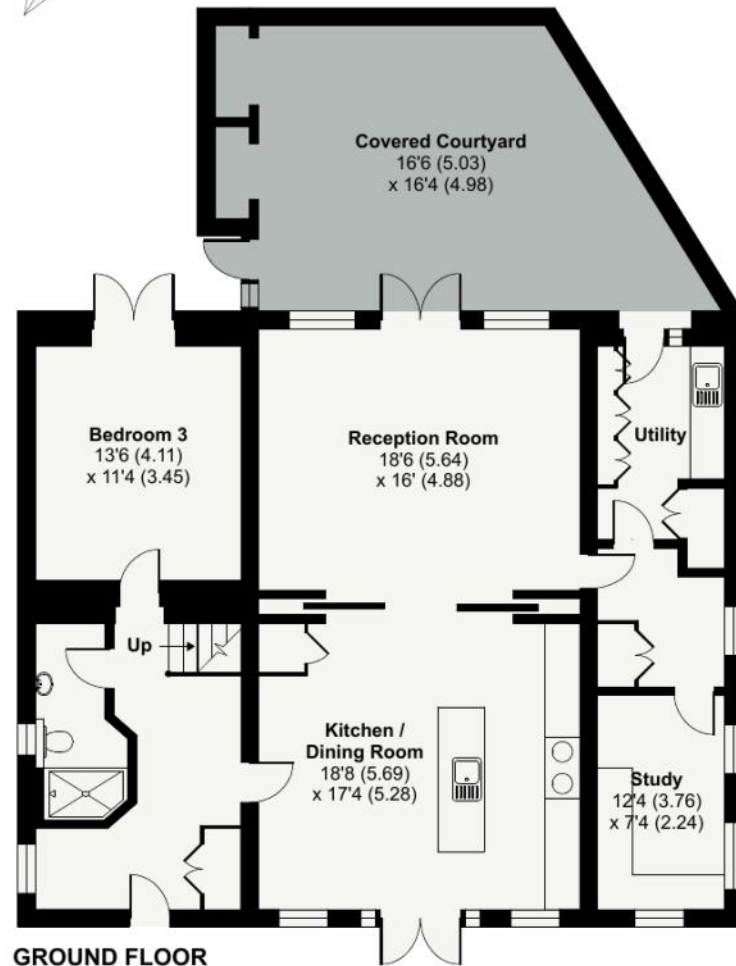 Covered Courtyard
16'6 (5.03)
x 16'4 (4.98)
Bedroom 3
13'6 (4.11)
x 11'4 (3.45)
Reception Room
18'6 (5.64)
x 16' (4.88)
Utility
Up
Kitchen /
Dining Room
18'8 (5.69)
x 17'4 (5.28)
Study
12'4 (3.76)
x 7'4 (2.24)
GROUND FLOOR